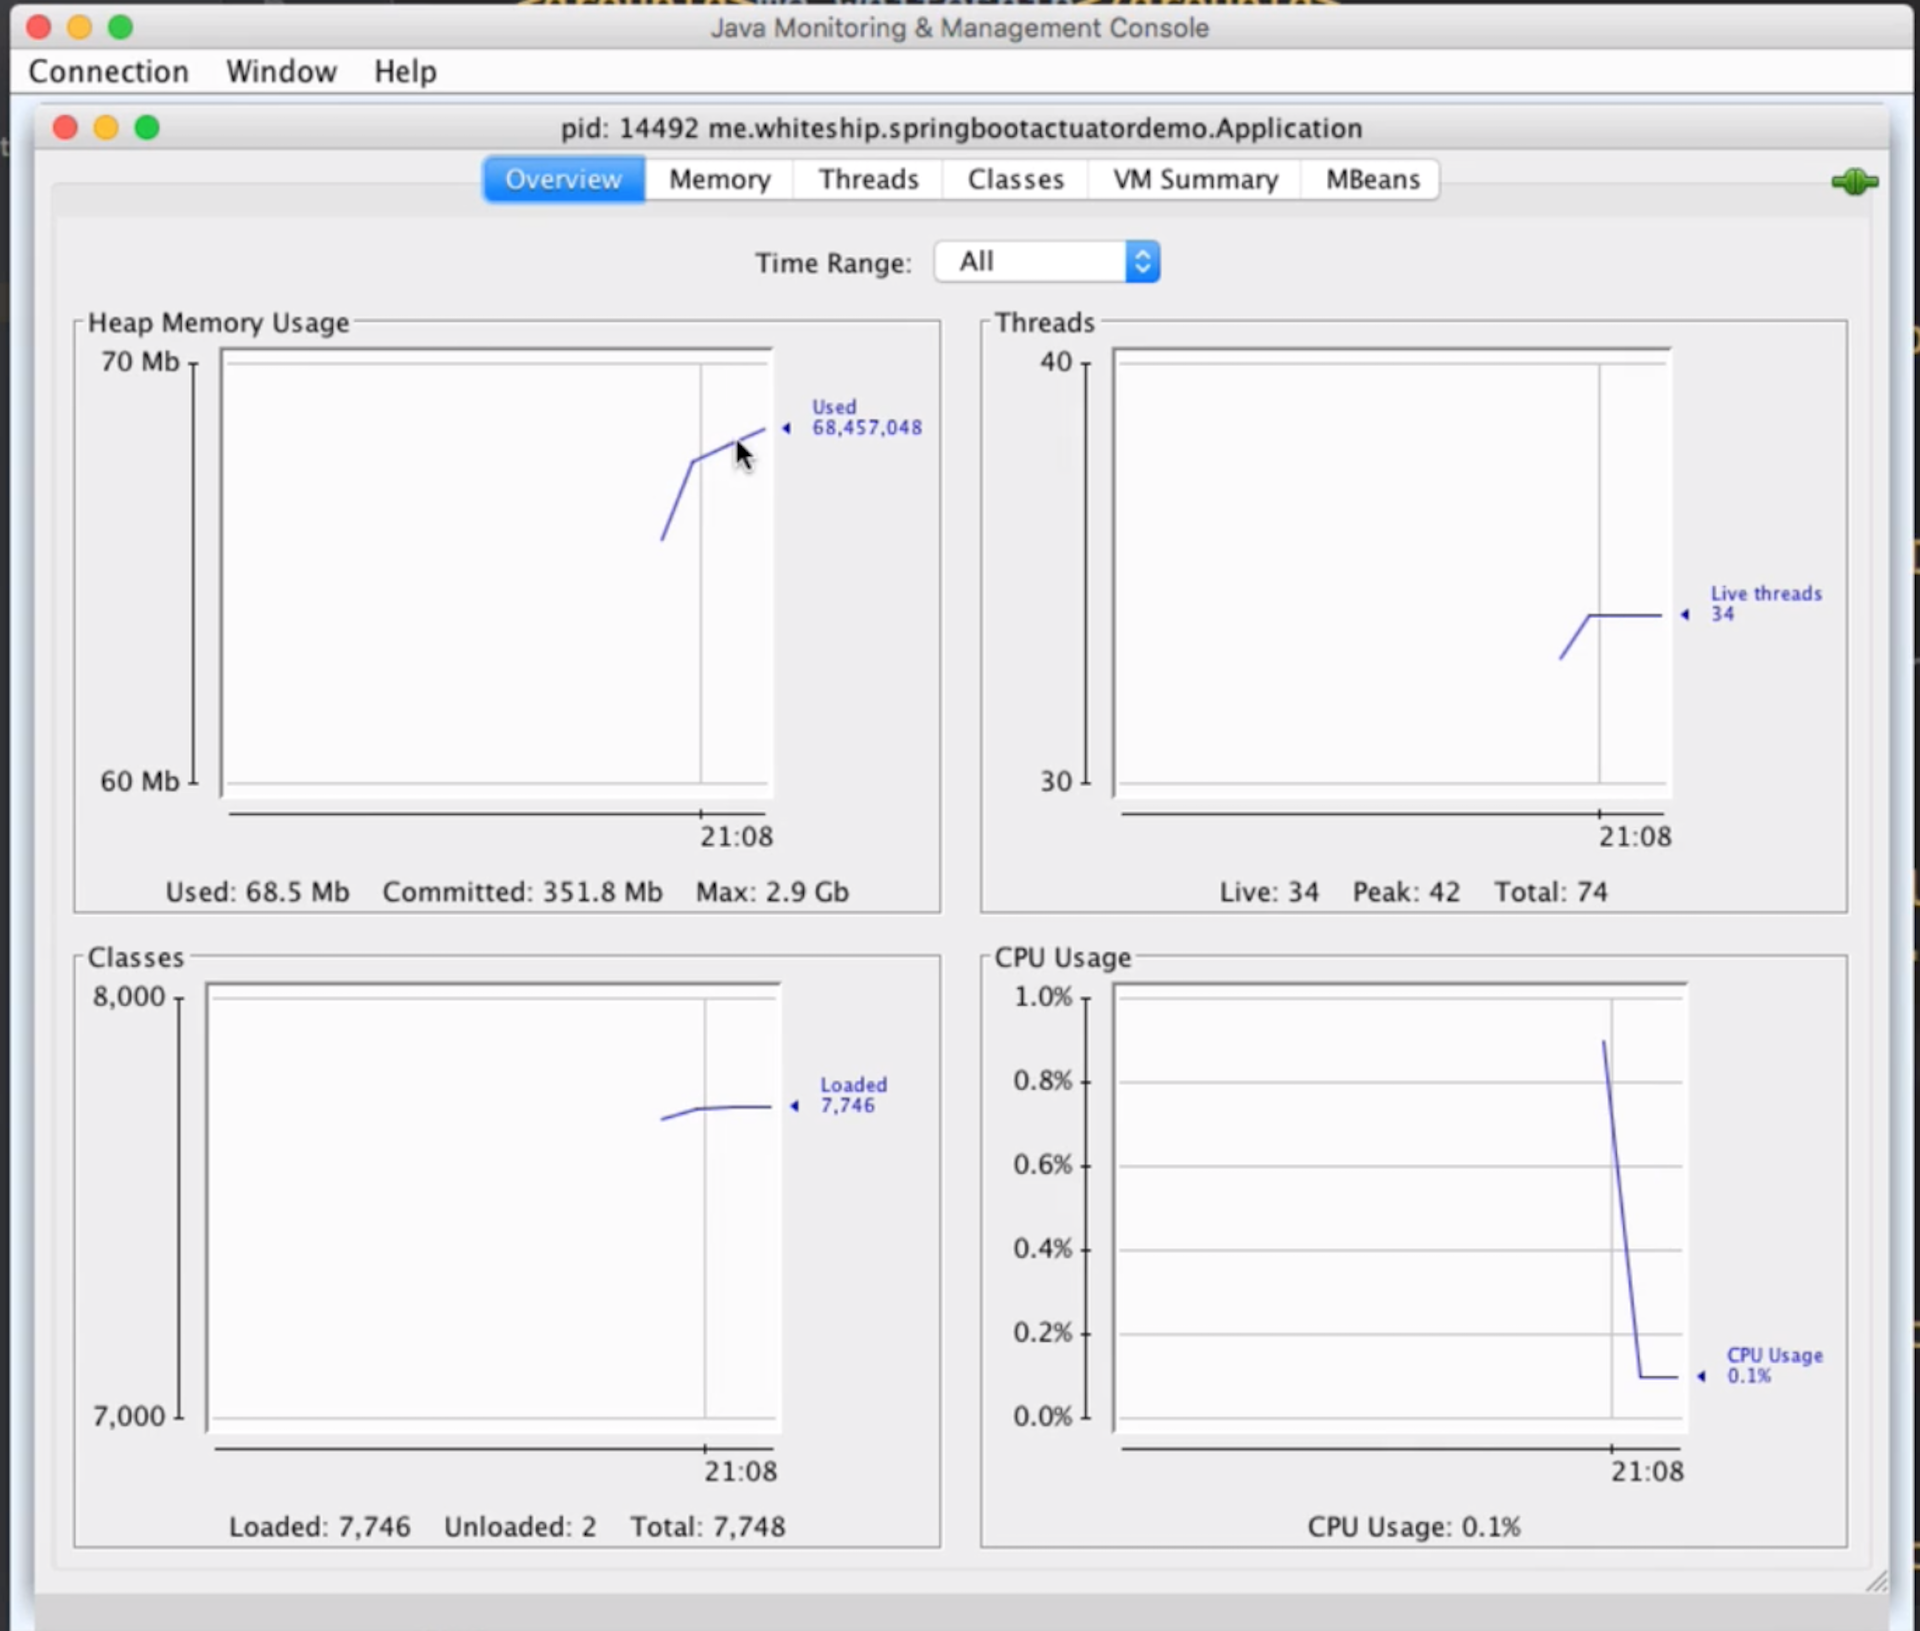 Java Monitoring & Management Console
Connection Window Help
pid: 14492 me.whiteship.springbootactuatordemo.Application
Overview Memory Threads Classes VM Summary MBeans
Time Range: All
Heap Memory Usage
70 Mb
Used
68,457,048
60 Mb
21:08
Used: 68.5 Mb Committed: 351.8 Mb Max: 2.9 Gb
Threads
40
Live threads
34
30
21:08
Live: 34 Peak: 42 Total: 74
Classes
8,000
Loaded
7,746
7,000
21:08
Loaded: 7,746 Unloaded: 2 Total: 7,748
CPU Usage
1.0%
0.8%
0.6%
0.4%
0.2%
CPU Usage
0.1%
0.0%
21:08
CPU Usage: 0.1%